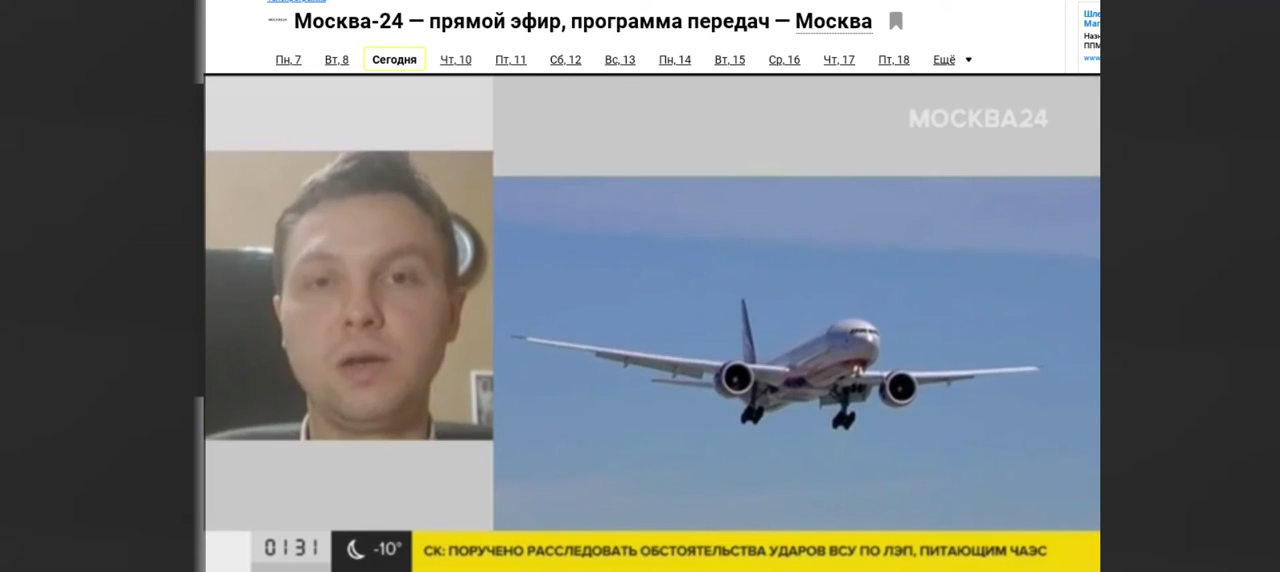 Москва-24 — прямой эфир, программа передач — Москва
Пн, 7 Вт, 8 Сегодня Чт, 10 Пт, 11 Сб, 12 Вс, 13 Пн, 14 Вт, 15 Ср, 16 Чт, 17 Пт, 18 Ещё
МОСКВА24
01 31 -10° СК: ПОРУЧЕНО РАССЛЕДОВАТЬ ОБСТОЯТЕЛЬСТВА УДАРОВ ВСУ ПО ЛЭП, ПИТАЮЩИМ ЧАЭС